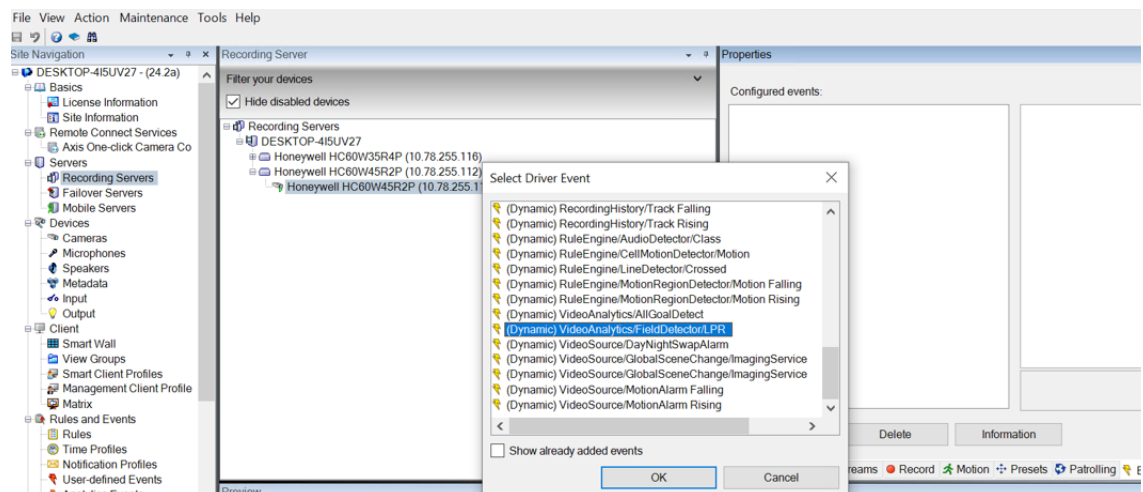 File View Action Maintenance Tools Help
Site Navigation
DESKTOP-4I5UV27 - (24.2a)
Basics
License Information
Site Information
Remote Connect Services
Axis One-click Camera Co
Servers
Recording Servers
Failover Servers
Mobile Servers
Devices
Cameras
Microphones
Speakers
Metadata
Input
Output
Client
Smart Wall
View Groups
Smart Client Profiles
Management Client Profile
Matrix
Rules and Events
Rules
Time Profiles
Notification Profiles
User-defined Events
Analytics Events
Recording Server
Filter your devices
Hide disabled devices
Recording Servers
DESKTOP-4I5UV27
Honeywell HC60W35R4P (10.78.255.116)
Honeywell HC60W45R2P (10.78.255.112)
Honeywell HC60W45R2P (10.78.255.1
Preview
Select Driver Event
(Dynamic) RecordingHistory/Track Falling
(Dynamic) RecordingHistory/Track Rising
(Dynamic) RuleEngine/AudioDetector/Class
(Dynamic) RuleEngine/CellMotionDetector/Motion
(Dynamic) RuleEngine/LineDetector/Crossed
(Dynamic) RuleEngine/MotionRegionDetector/Motion Falling
(Dynamic) RuleEngine/MotionRegionDetector/Motion Rising
(Dynamic) VideoAnalytics/AllGoalDetect
(Dynamic) VideoAnalytics/FieldDetector/LPR
(Dynamic) VideoSource/DayNightSwapAlarm
(Dynamic) VideoSource/GlobalSceneChange/ImagingService
(Dynamic) VideoSource/GlobalSceneChange/ImagingService
(Dynamic) VideoSource/MotionAlarm Falling
(Dynamic) VideoSource/MotionAlarm Rising
Show already added events
OK Cancel
Properties
Configured events:
Delete Information
reams Record Motion Presets Patrolling E